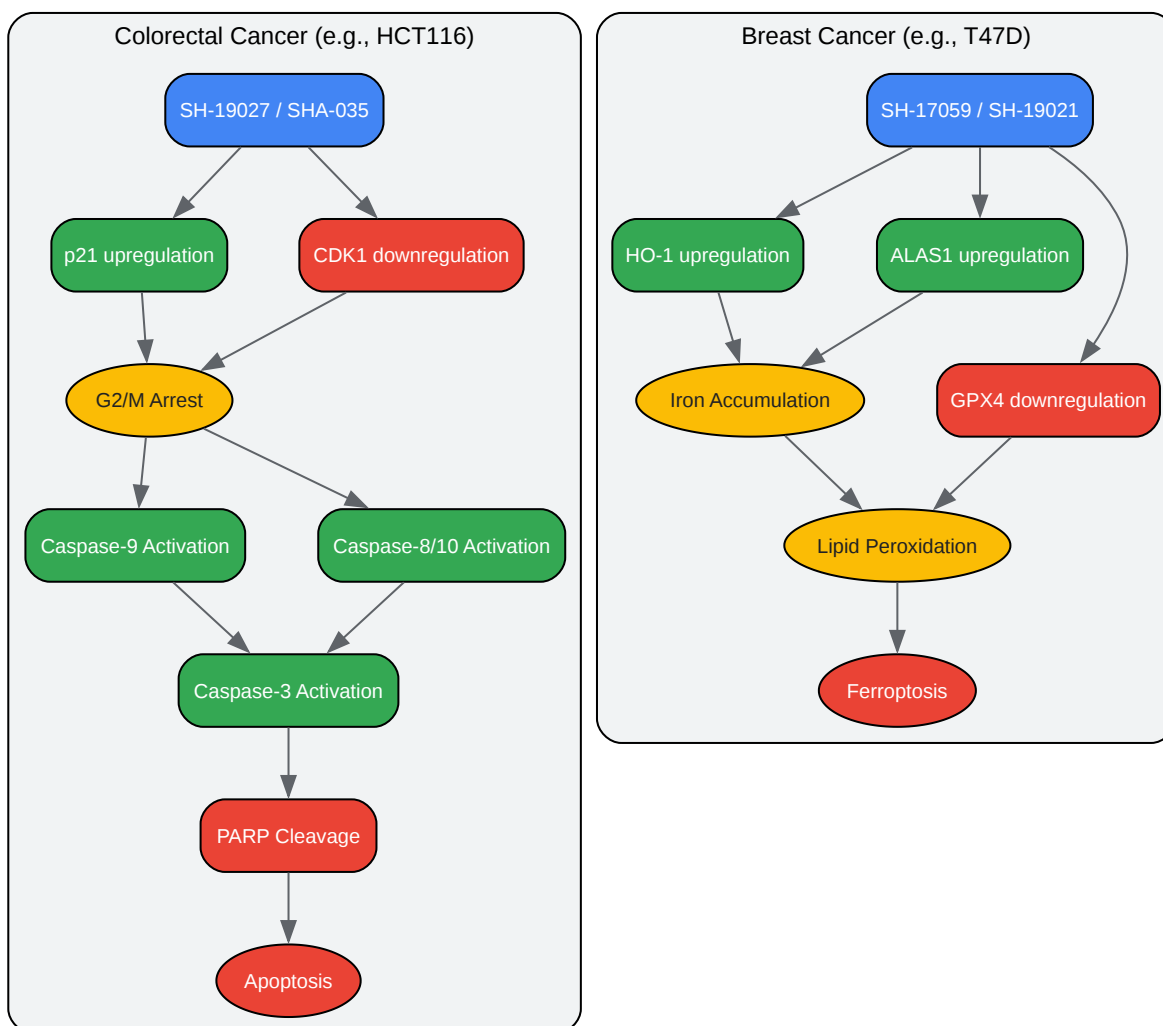 Colorectal Cancer (e.g., HCT116)
SH-19027 / SHA-035
p21 upregulation
CDK1 downregulation
G2/M Arrest
Caspase-9 Activation
Caspase-8/10 Activation
Caspase-3 Activation
PARP Cleavage
Apoptosis
Breast Cancer (e.g., T47D)
SH-17059 / SH-19021
HO-1 upregulation
ALAS1 upregulation
Iron Accumulation
GPX4 downregulation
Lipid Peroxidation
Ferroptosis